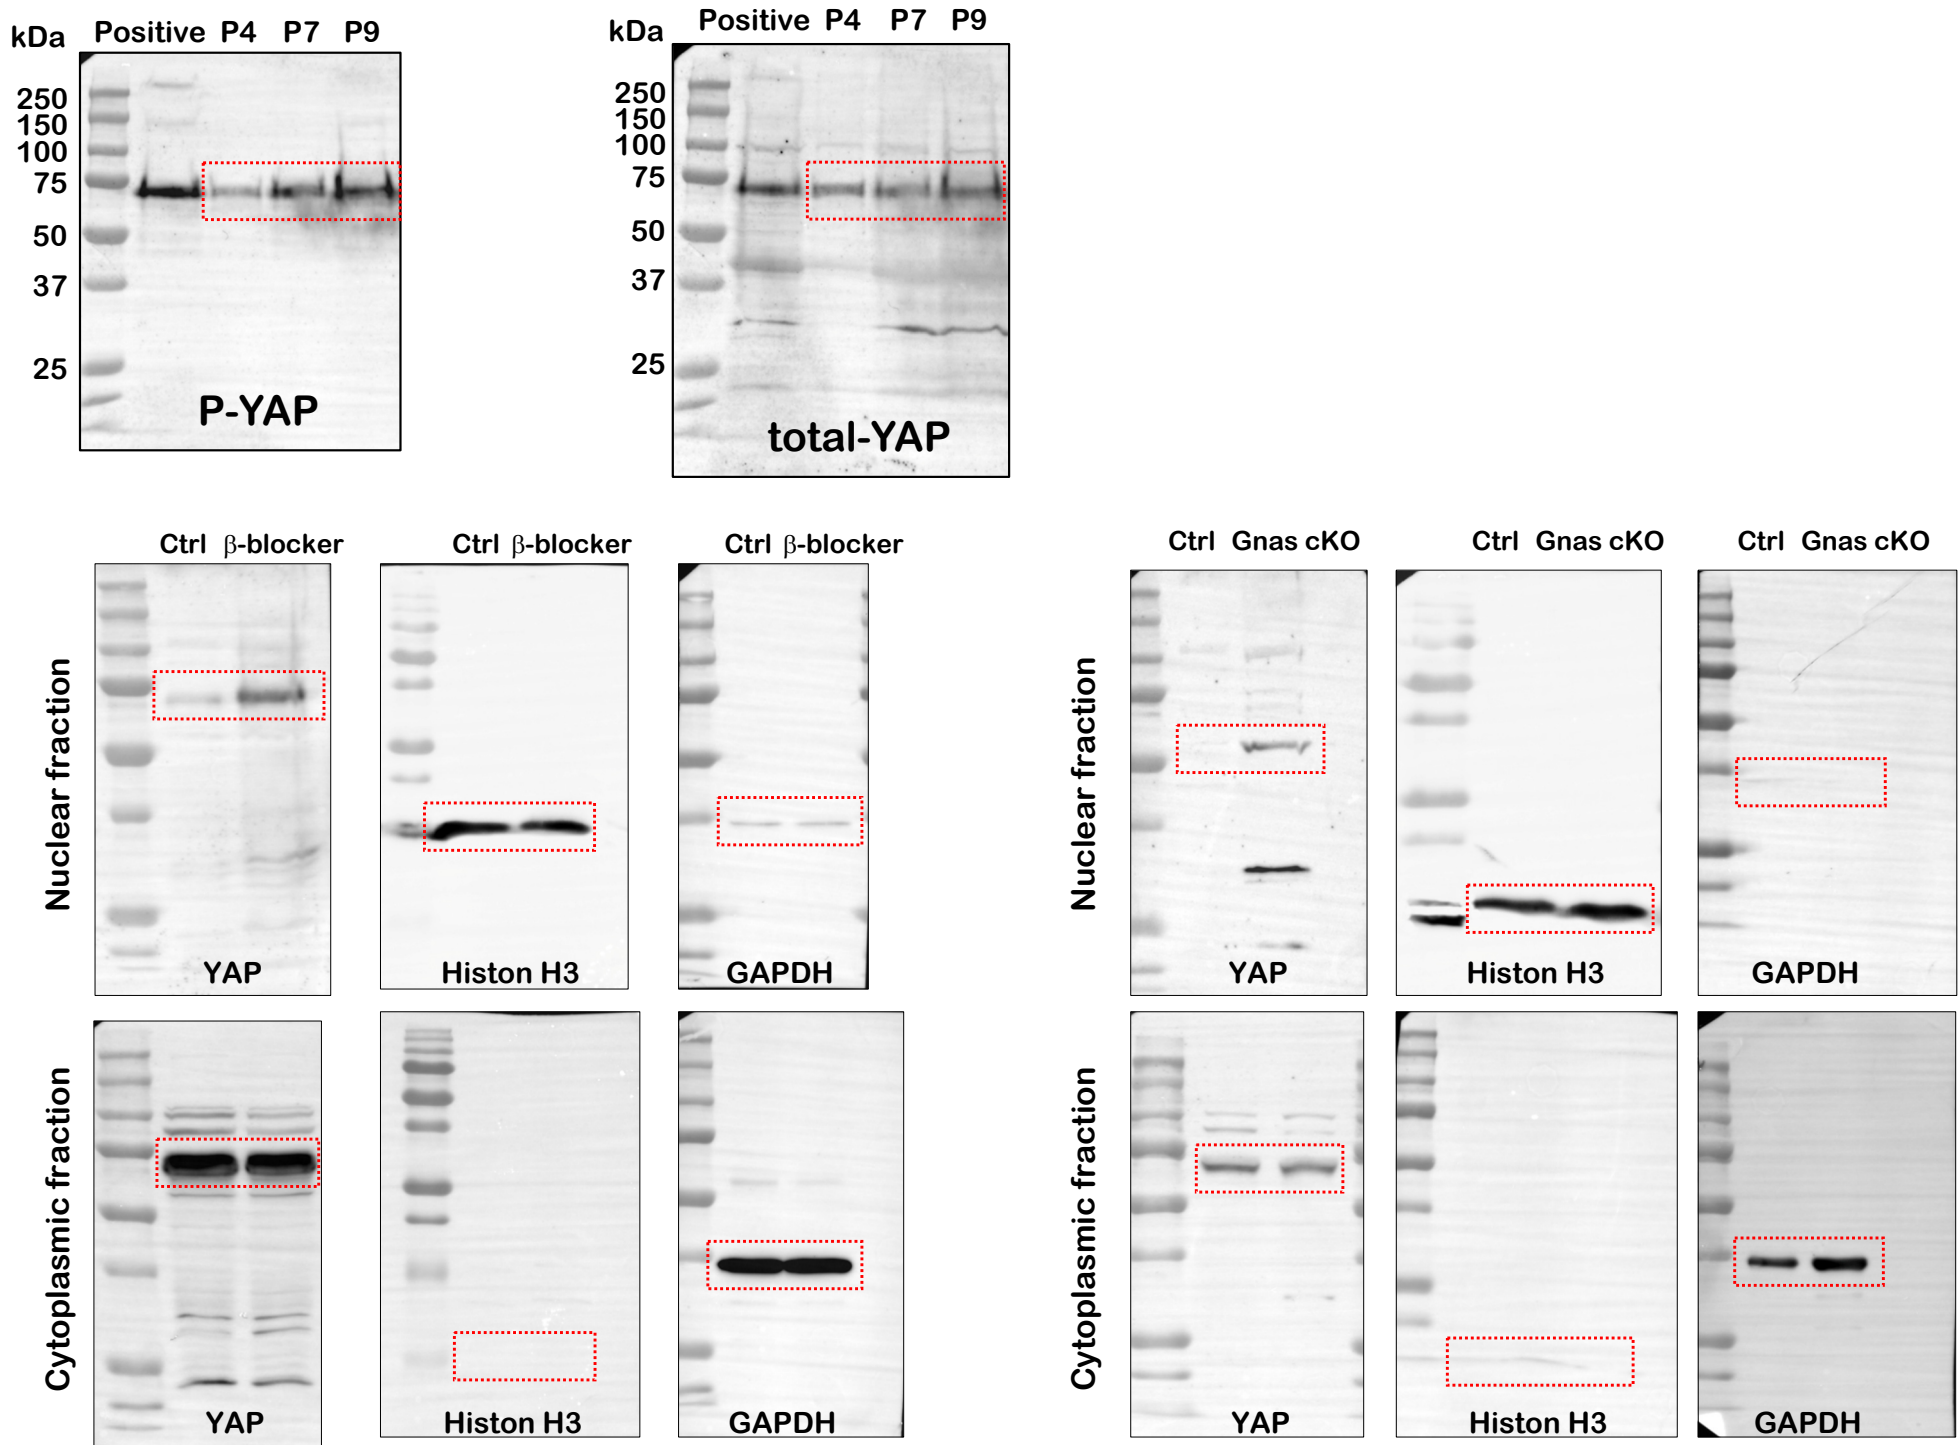 kDa Positive P4 P7 P9
250
150
100
75
50
37
25
P-YAP
kDa Positive P4 P7 P9
250
150
100
75
50
37
25
total-YAP
Ctrl β-blocker
Ctrl β-blocker
Ctrl β-blocker
Nuclear fraction
YAP
Histon H3
GAPDH
Cytoplasmic fraction
YAP
Histon H3
GAPDH
Ctrl Gnas cKO
Ctrl Gnas cKO
Ctrl Gnas cKO
Nuclear fraction
YAP
Histon H3
GAPDH
Cytoplasmic fraction
YAP
Histon H3
GAPDH